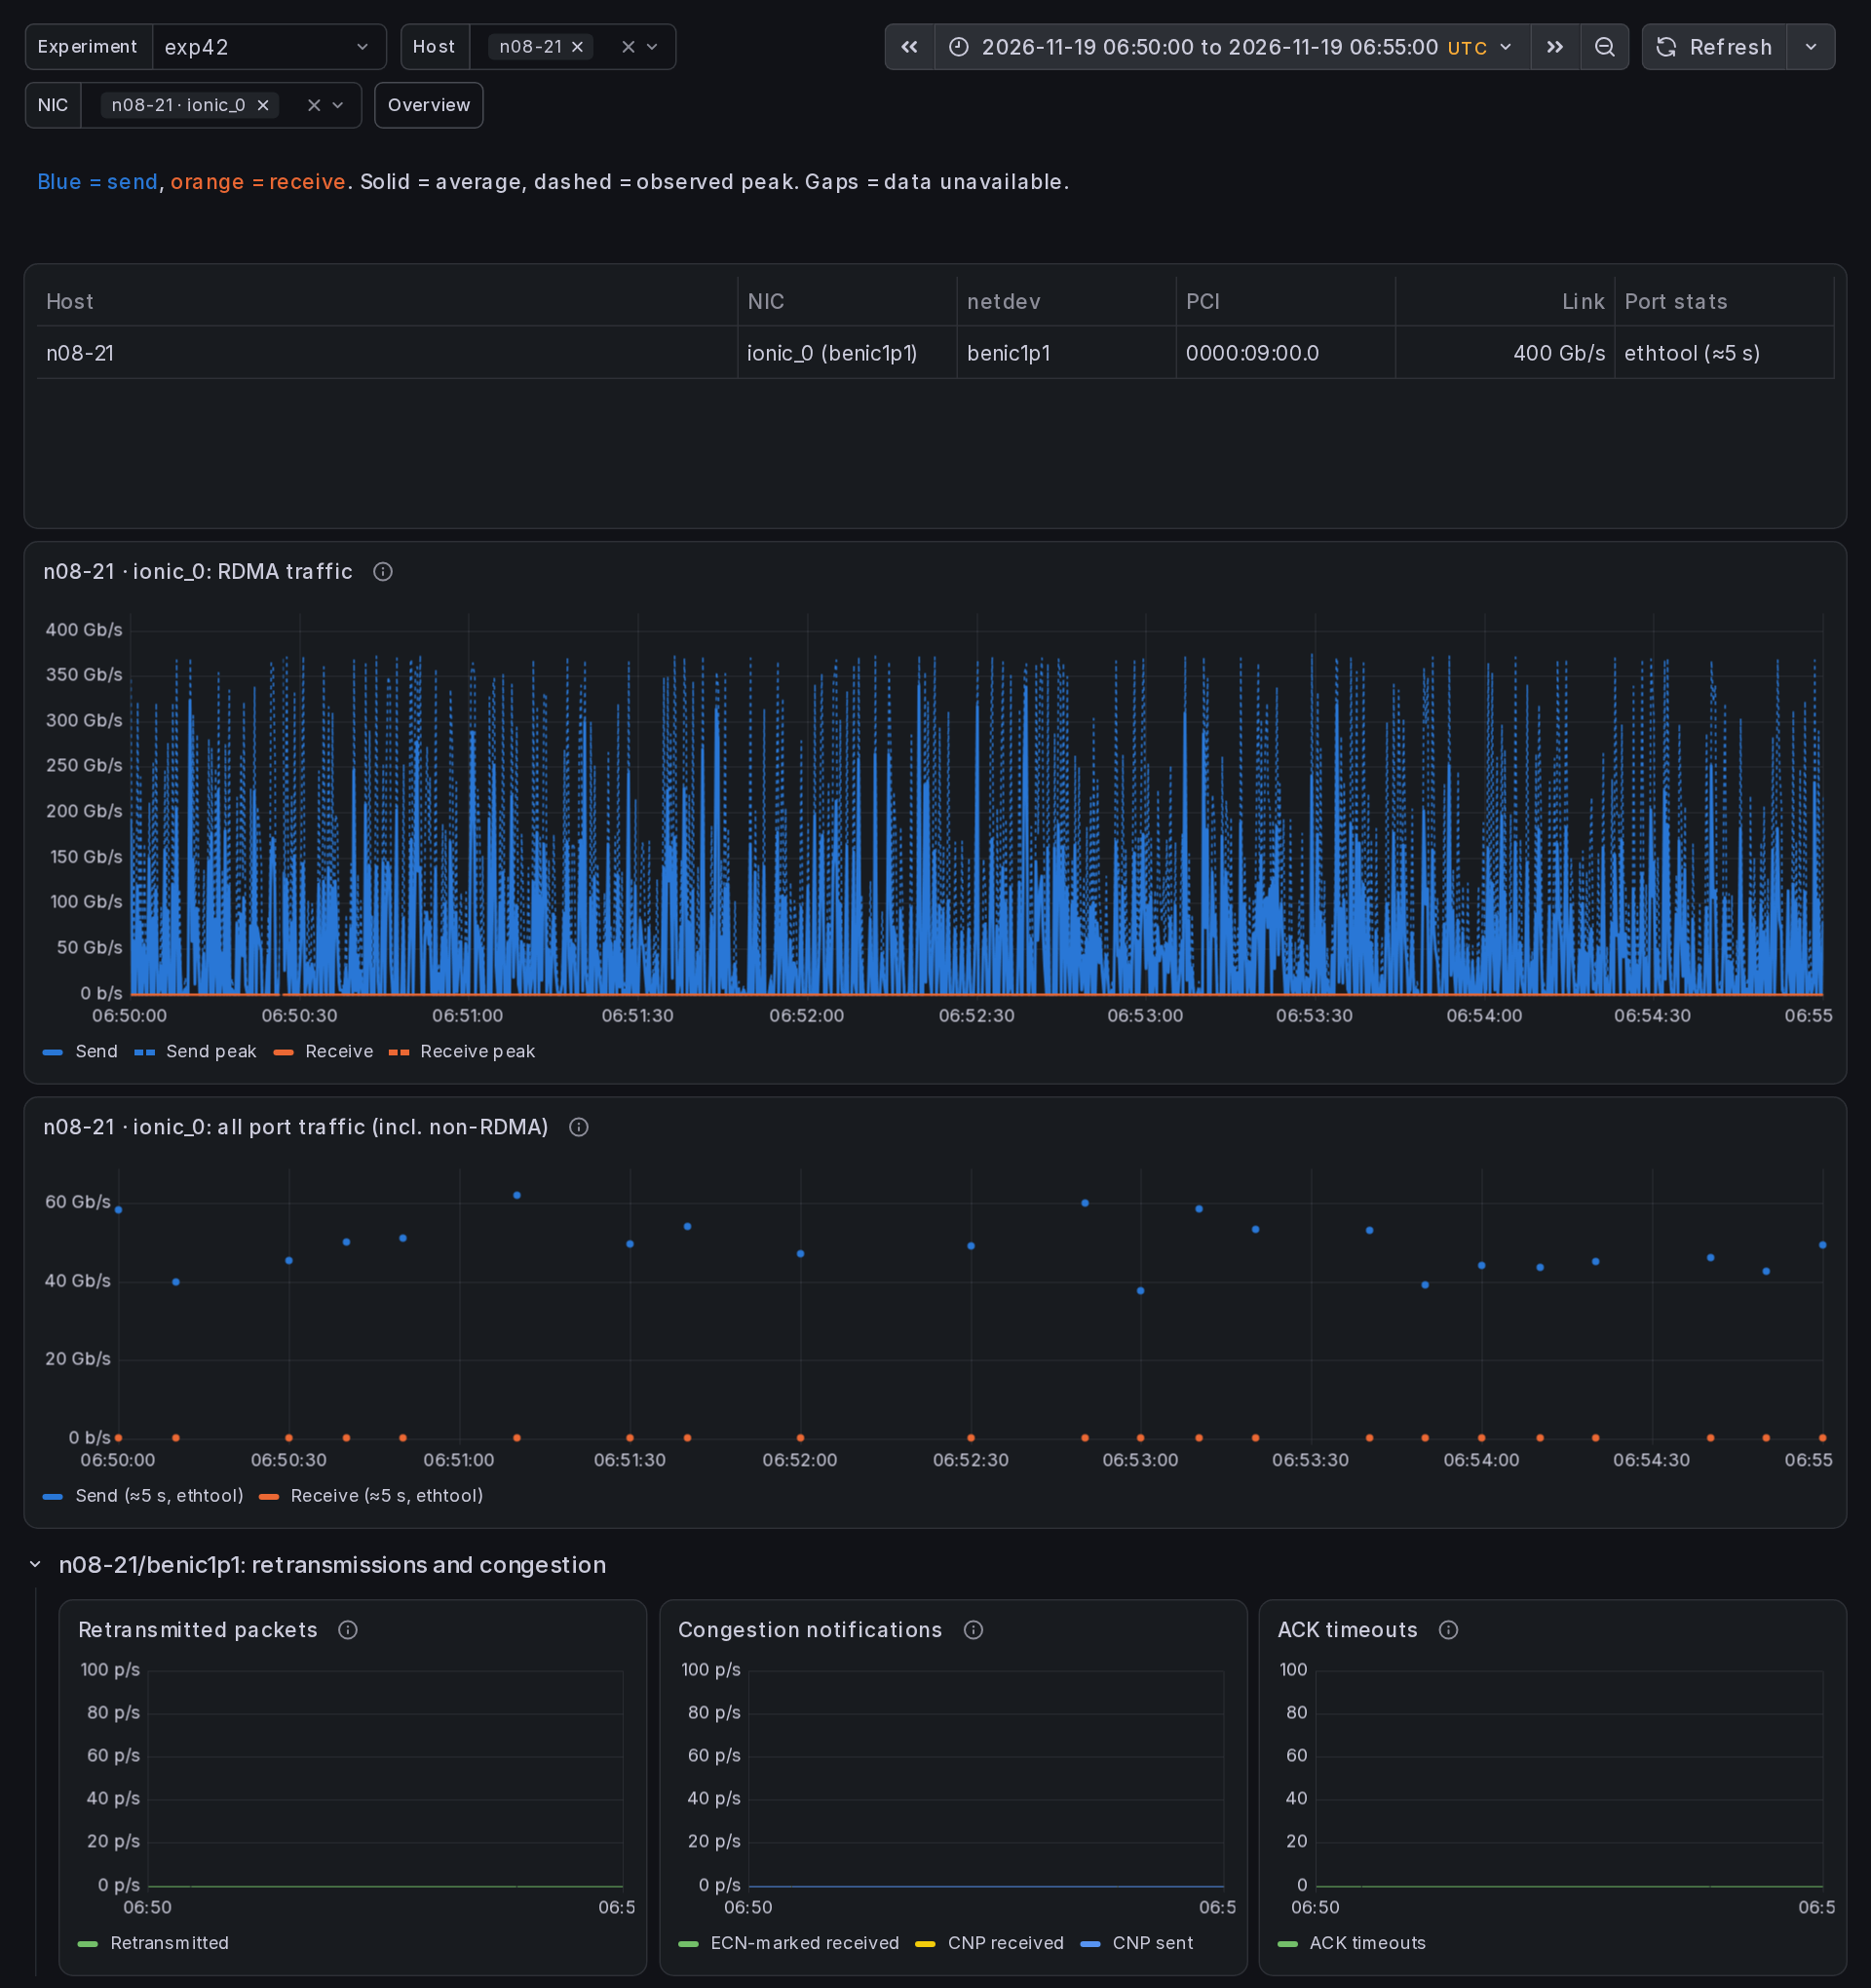 Experiment exp42 Host n08-21 2026-11-19 06:50:00 to 2026-11-19 06:55:00 UTC Refresh
NIC n08-21 · ionic_0 Overview
Blue = send, orange = receive. Solid = average, dashed = observed peak. Gaps = data unavailable.
Host NIC netdev PCI Link Port stats
n08-21 ionic_0 (benic1p1) benic1p1 0000:09:00.0 400 Gb/s ethtool (≈5 s)
n08-21 · ionic_0: RDMA traffic
400 Gb/s
350 Gb/s
300 Gb/s
250 Gb/s
200 Gb/s
150 Gb/s
100 Gb/s
50 Gb/s
0 b/s
06:50:00 06:50:30 06:51:00 06:51:30 06:52:00 06:52:30 06:53:00 06:53:30 06:54:00 06:54:30 06:55
Send Send peak Receive Receive peak
n08-21 · ionic_0: all port traffic (incl. non-RDMA)
60 Gb/s
40 Gb/s
20 Gb/s
0 b/s
06:50:00 06:50:30 06:51:00 06:51:30 06:52:00 06:52:30 06:53:00 06:53:30 06:54:00 06:54:30 06:55
Send (≈5 s, ethtool) Receive (≈5 s, ethtool)
n08-21/benic1p1: retransmissions and congestion
Retransmitted packets
100 p/s
80 p/s
60 p/s
40 p/s
20 p/s
0 p/s
06:50 06:5
Retransmitted
Congestion notifications
100 p/s
80 p/s
60 p/s
40 p/s
20 p/s
0 p/s
06:50 06:5
ECN-marked received CNP received CNP sent
ACK timeouts
100
80
60
40
20
0
06:50 06:5
ACK timeouts